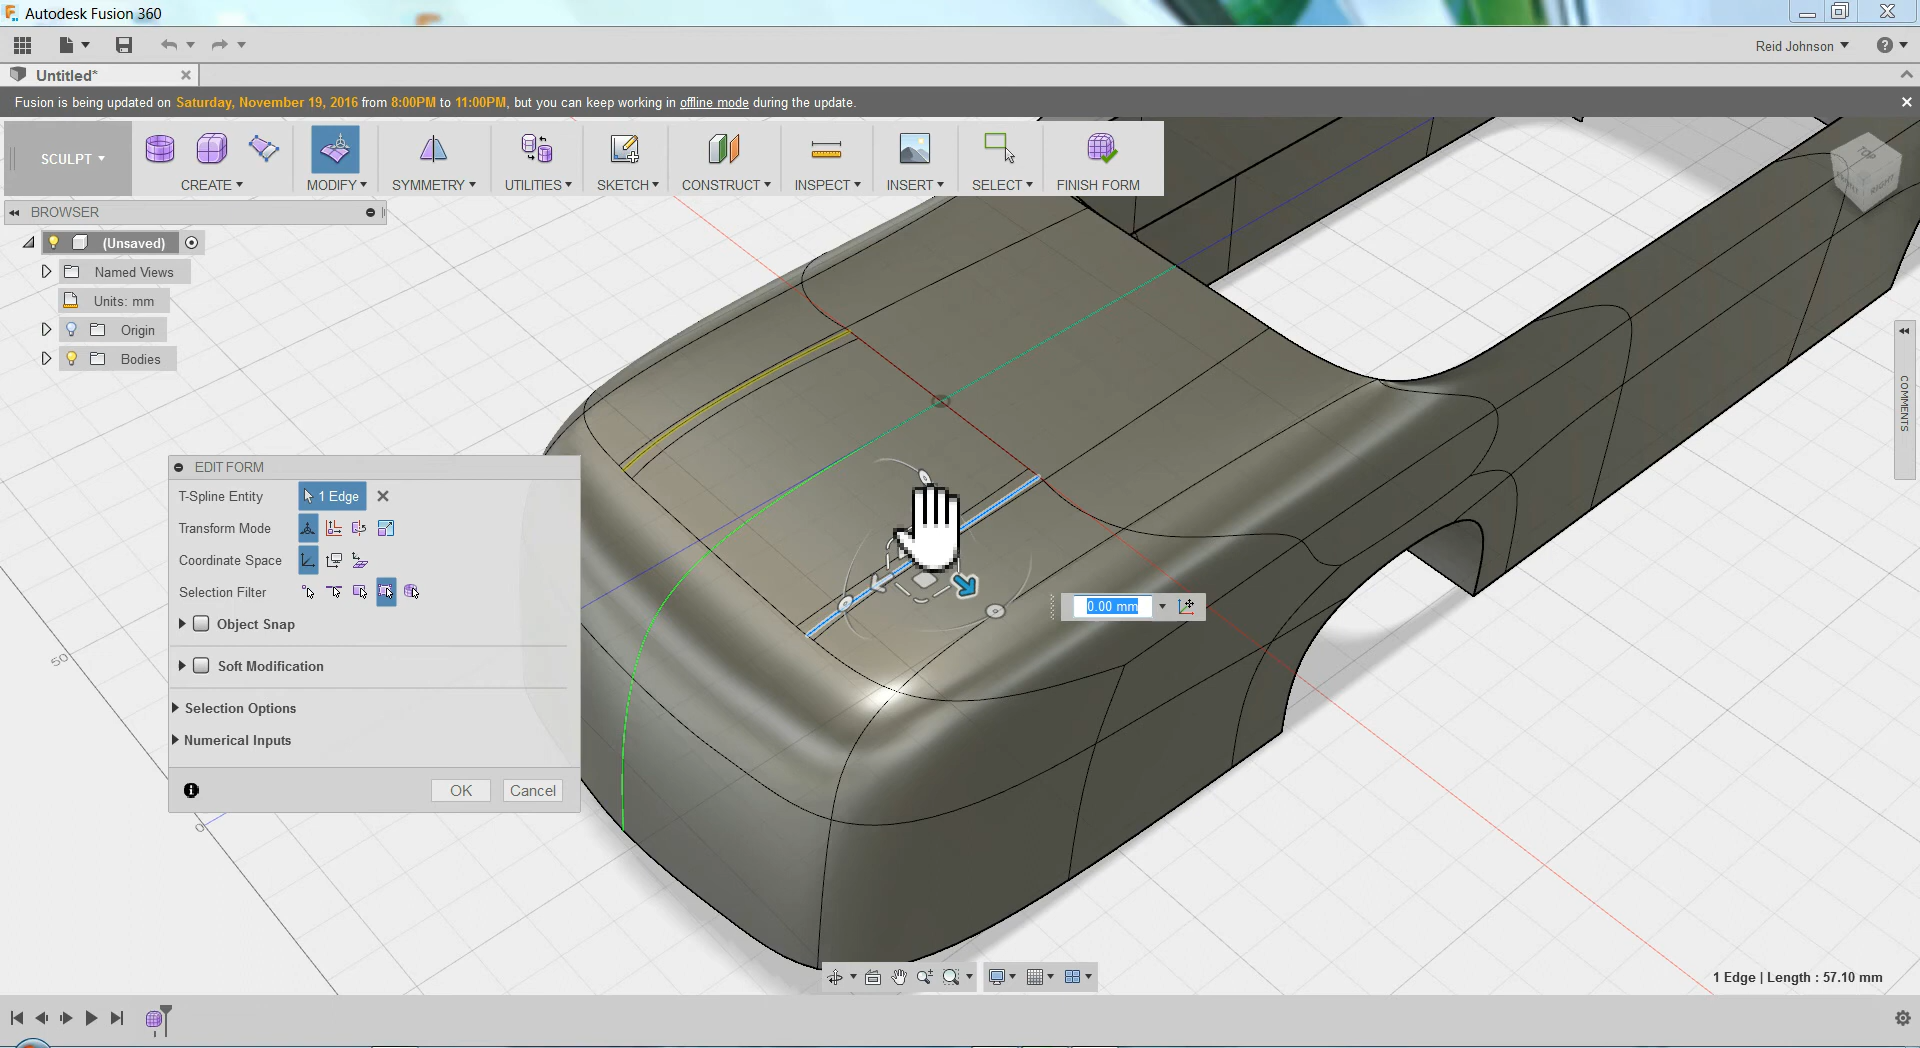 Autodesk Fusion 360
Reid Johnson
Untitled*
Fusion is being updated on Saturday, November 19, 2016 from 8:00PM to 11:00PM, but you can keep working in offline mode during the update.
SCULPT
CREATE
MODIFY
SYMMETRY
UTILITIES
SKETCH
CONSTRUCT
INSPECT
INSERT
SELECT
FINISH FORM
TOP
FRONT
RIGHT
BROWSER
(Unsaved)
Named Views
Units: mm
Origin
Bodies
COMMENTS
EDIT FORM
T-Spline Entity
1 Edge
Transform Mode
Coordinate Space
Selection Filter
Object Snap
Soft Modification
Selection Options
Numerical Inputs
OK
Cancel
0.00 mm
50
0
1 Edge | Length : 57.10 mm